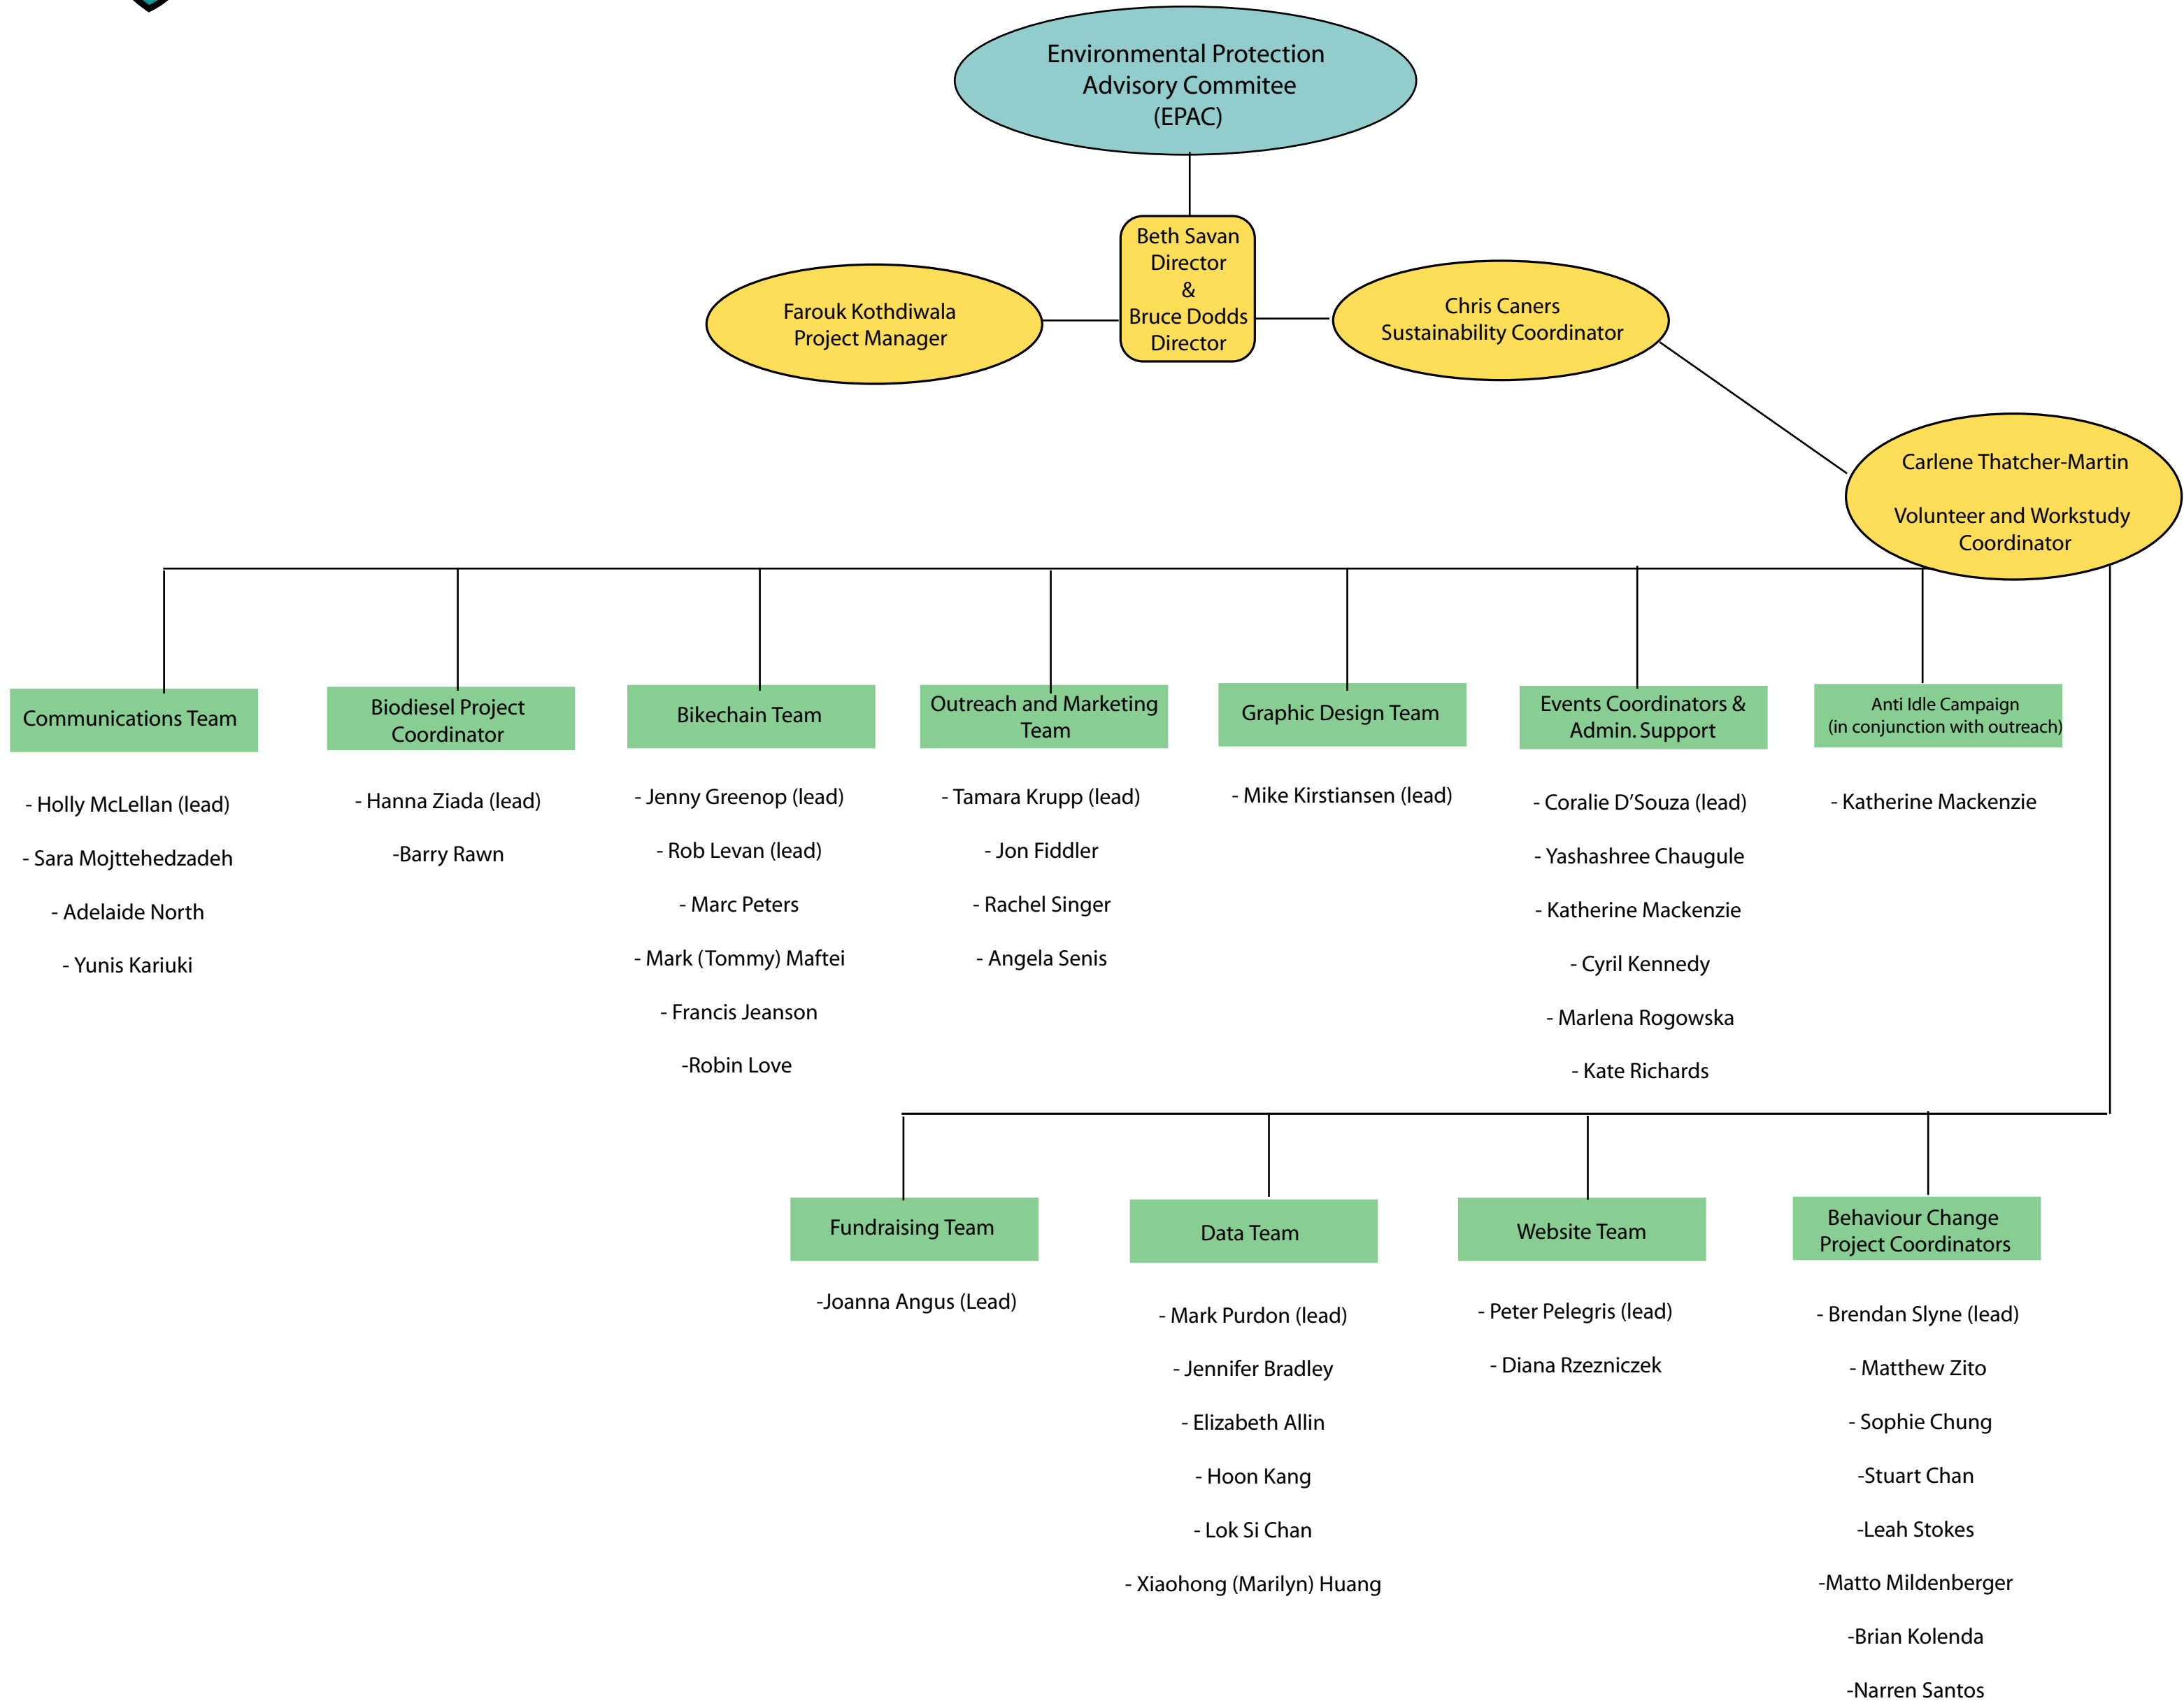 Environmental Protection
Advisory Commitee
(EPAC)
Beth Savan
Director
&
Bruce Dodds
Director
Farouk Kothdiwala
Project Manager
Chris Caners
Sustainability Coordinator
Carlene Thatcher-Martin
Volunteer and Workstudy
Coordinator
Communications Team
- Holly McLellan (lead)
- Sara Mojttehedzadeh
- Adelaide North
- Yunis Kariuki
Biodiesel Project
Coordinator
- Hanna Ziada (lead)
-Barry Rawn
Bikechain Team
- Jenny Greenop (lead)
- Rob Levan (lead)
- Marc Peters
- Mark (Tommy) Maftei
- Francis Jeanson
-Robin Love
Outreach and Marketing
Team
- Tamara Krupp (lead)
- Jon Fiddler
- Rachel Singer
- Angela Senis
Graphic Design Team
- Mike Kirstiansen (lead)
Events Coordinators &
Admin. Support
- Coralie D’Souza (lead)
- Yashashree Chaugule
- Katherine Mackenzie
- Cyril Kennedy
- Marlena Rogowska
- Kate Richards
Anti Idle Campaign
(in conjunction with outreach)
- Katherine Mackenzie
Fundraising Team
-Joanna Angus (Lead)
Data Team
- Mark Purdon (lead)
- Jennifer Bradley
- Elizabeth Allin
- Hoon Kang
- Lok Si Chan
- Xiaohong (Marilyn) Huang
Website Team
- Peter Pelegris (lead)
- Diana Rzezniczek
Behaviour Change
Project Coordinators
- Brendan Slyne (lead)
- Matthew Zito
- Sophie Chung
-Stuart Chan
-Leah Stokes
-Matto Mildenberger
-Brian Kolenda
-Narren Santos